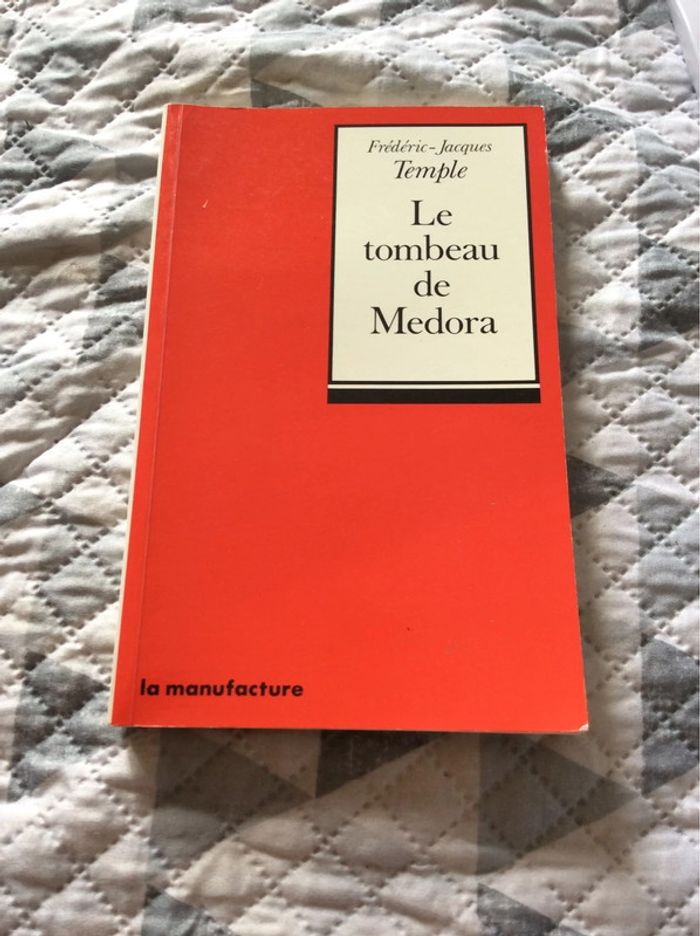 Frédéric-Jacques
Temple
Le
tombeau
de
Medora
la manufacture